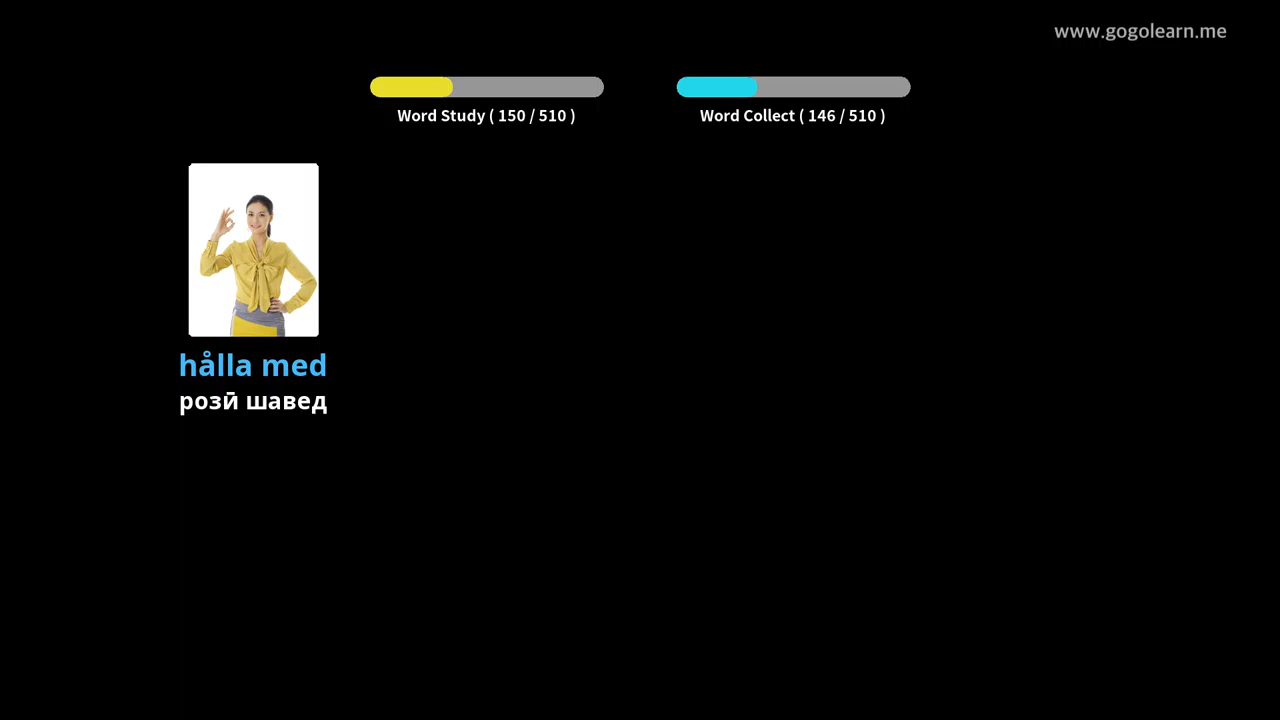 www.gogolearn.me
Word Study ( 150 / 510 )
Word Collect ( 146 / 510 )
hålla med
розӣ шавед